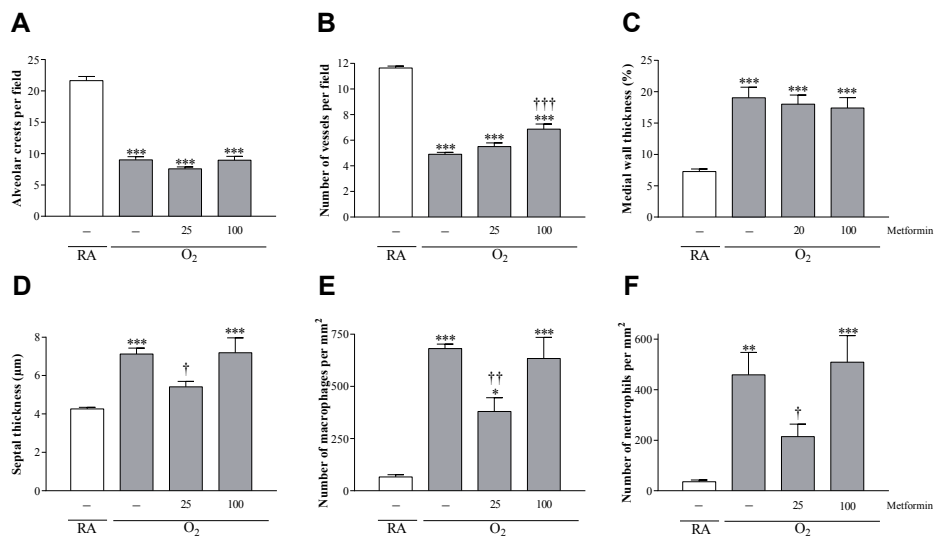 A
Alveolar crests per field
25
20
15
10
5
0
***
***
***
–
–
25
100
RA
O2
B
Number of vessels per field
12
10
8
6
4
2
0
***
***
†††
***
–
–
25
100
RA
O2
C
Medial wall thickness (%)
25
20
15
10
5
0
***
***
***
–
–
20
100
Metformin
RA
O2
D
Septal thickness (µm)
8
6
4
2
0
***
†
***
–
–
25
100
RA
O2
E
Number of macrophages per mm2
750
500
250
0
***
††
*
***
–
–
25
100
RA
O2
F
Number of neutrophils per mm2
600
400
200
0
**
†
***
–
–
25
100
Metformin
RA
O2